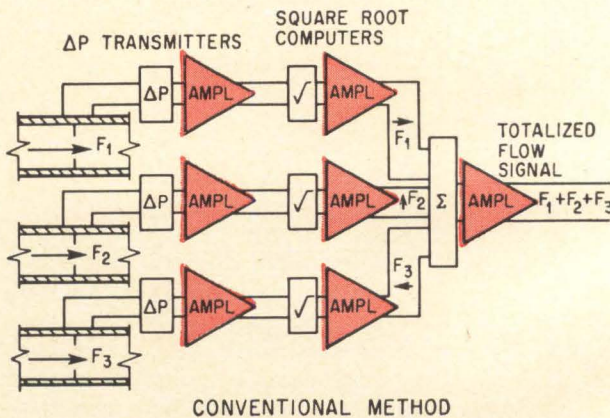 ΔP TRANSMITTERS
SQUARE ROOT
COMPUTERS
ΔP AMPL √ AMPL
F₁
F₁
TOTALIZED
FLOW
SIGNAL
ΔP AMPL √ AMPL
F₂
F₂
Σ
AMPL
F₁+F₂+F₃
ΔP AMPL √ AMPL
F₃
F₃
CONVENTIONAL METHOD